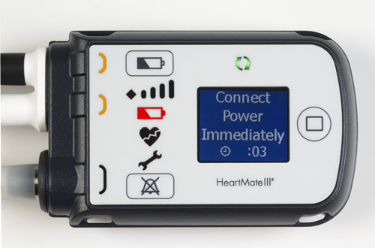 Connect
Power
Immediately
:03
HeartMate III®